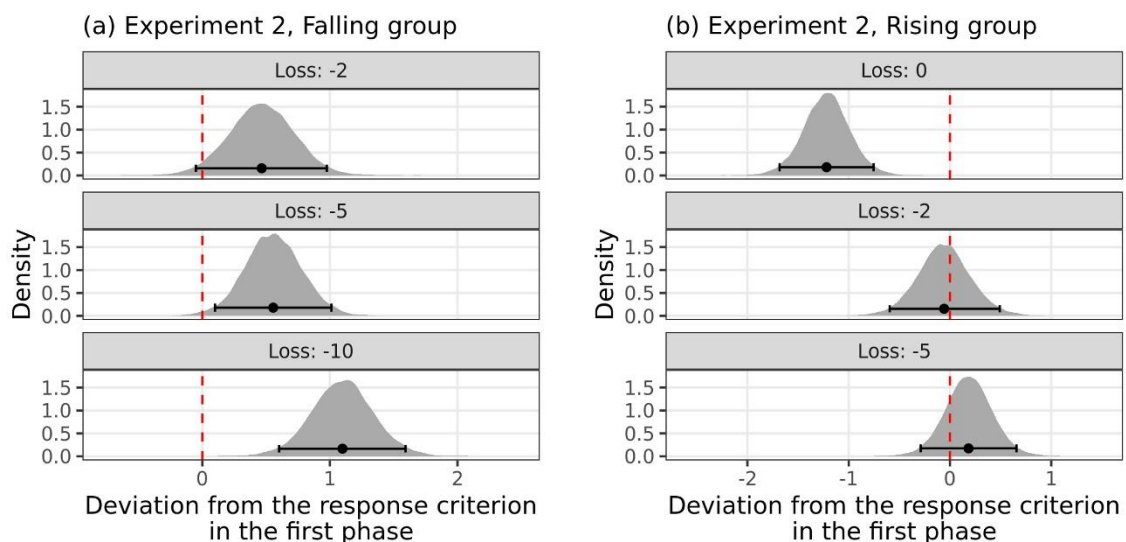 (a) Experiment 2, Falling group
Loss: -2
1.5
1.0
0.5
0.0
Loss: -5
1.5
1.0
0.5
0.0
Loss: -10
1.5
1.0
0.5
0.0
Density
0 1 2
Deviation from the response criterion
in the first phase
(b) Experiment 2, Rising group
Loss: 0
1.5
1.0
0.5
0.0
Loss: -2
1.5
1.0
0.5
0.0
Loss: -5
1.5
1.0
0.5
0.0
Density
-2 -1 0 1
Deviation from the response criterion
in the first phase